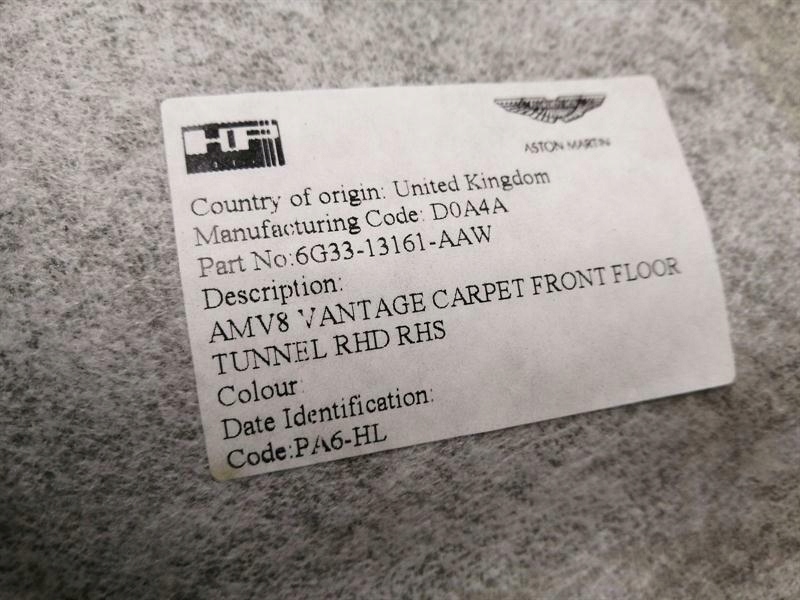 HP
ASTON MARTIN
Country of origin: United Kingdom
Manufacturing Code: D0A4A
Part No:6G33-13161-AAW
Description:
AMV8 VANTAGE CARPET FRONT FLOOR
TUNNEL RHD RHS
Colour:
Date Identification:
Code:PA6-HL